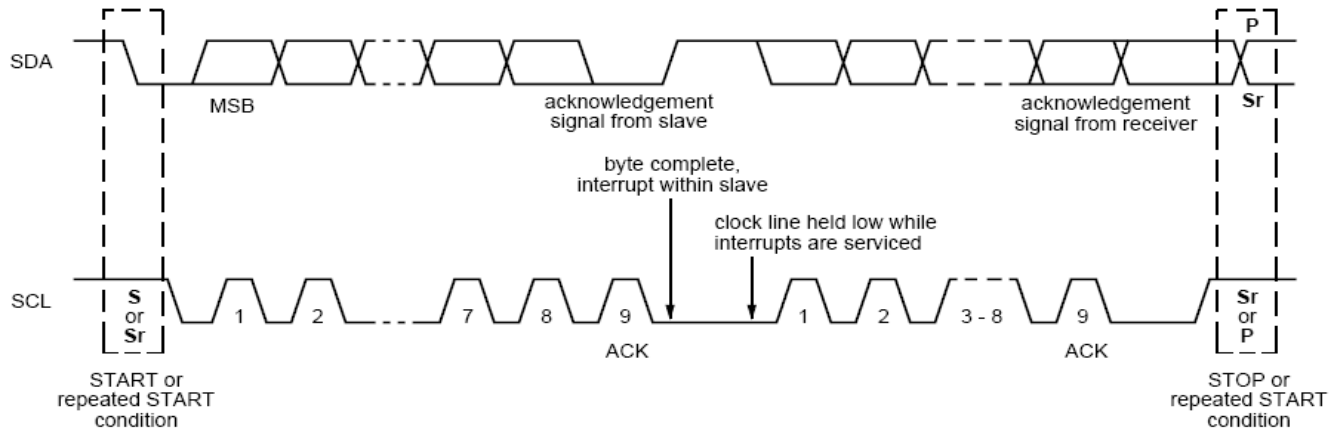 P
SDA
MSB
acknowledgement
signal from slave
acknowledgement
signal from receiver
Sr
byte complete,
interrupt within slave
clock line held low while
interrupts are serviced
SCL
S
or
Sr
1
2
7
8
9
1
2
3 - 8
9
Sr
or
P
ACK
ACK
START or
repeated START
condition
STOP or
repeated START
condition